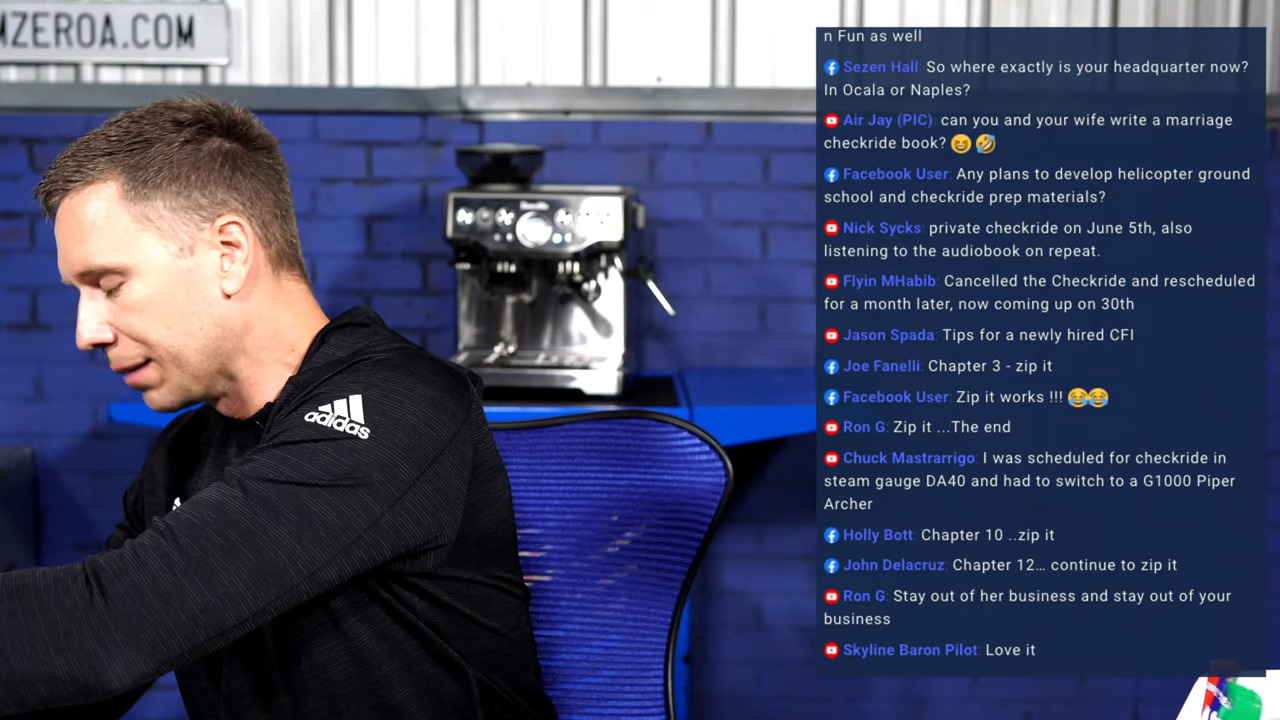 MZEROA.COM
n Fun as well
Sezen Hall: So where exactly is your headquarter now?
In Ocala or Naples?
Air Jay (PIC): can you and your wife write a marriage
checkride book? 😆 🤣
Facebook User: Any plans to develop helicopter ground
school and checkride prep materials?
Nick Sycks: private checkride on June 5th, also
listening to the audiobook on repeat.
Flyin MHabib: Cancelled the Checkride and rescheduled
for a month later, now coming up on 30th
Jason Spada: Tips for a newly hired CFI
Joe Fanelli: Chapter 3 - zip it
Facebook User: Zip it works !!! 😂😂
Ron G: Zip it ...The end
Chuck Mastrarrigo: I was scheduled for checkride in
steam gauge DA40 and had to switch to a G1000 Piper
Archer
Holly Bott: Chapter 10 ..zip it
John Delacruz: Chapter 12… continue to zip it
Ron G: Stay out of her business and stay out of your
business
Skyline Baron Pilot: Love it
adidas